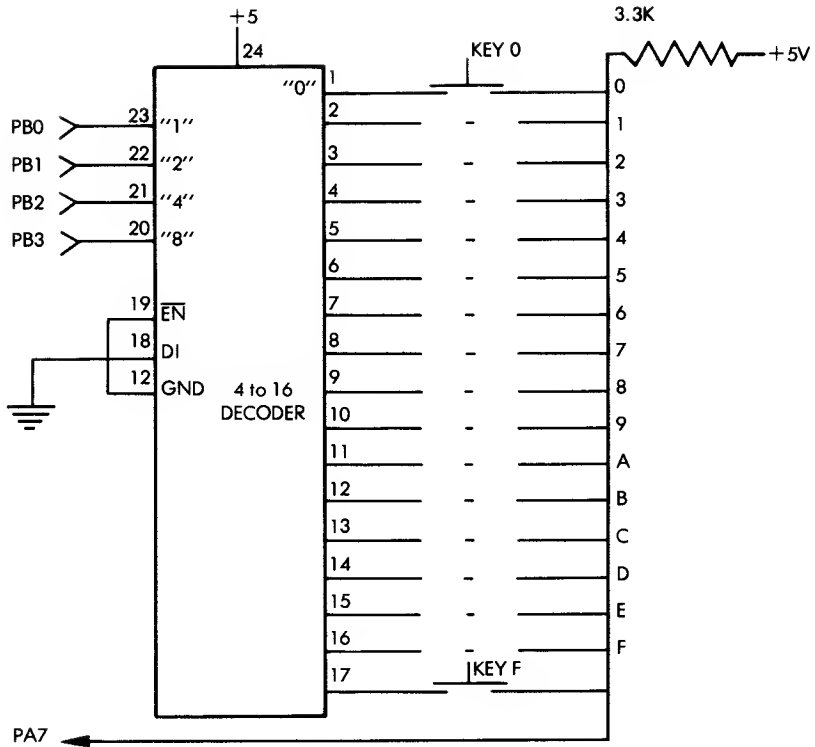 +5
24
3.3K
+5V
KEY 0
"0"
1
0
PB0
23
"1"
2
1
PB1
22
"2"
3
2
PB2
21
"4"
4
3
PB3
20
"8"
5
4
6
5
19
EN
7
6
18
DI
8
7
12
GND
4 to 16
DECODER
9
8
10
9
11
A
12
B
13
C
14
D
15
E
16
F
17
KEY F
PA7